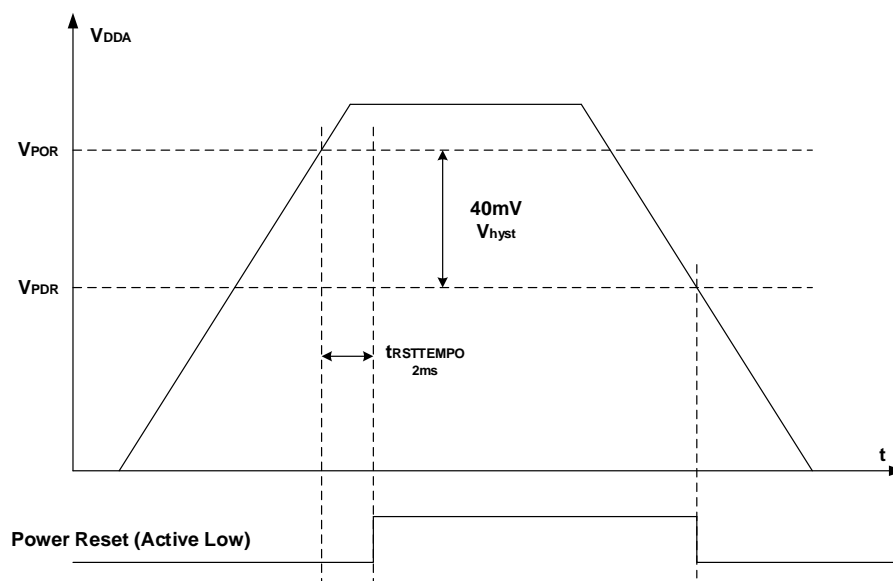 VDDA
VPOR
40mV
Vhyst
VPDR
tRSTTEMPO
2ms
t
Power Reset (Active Low)